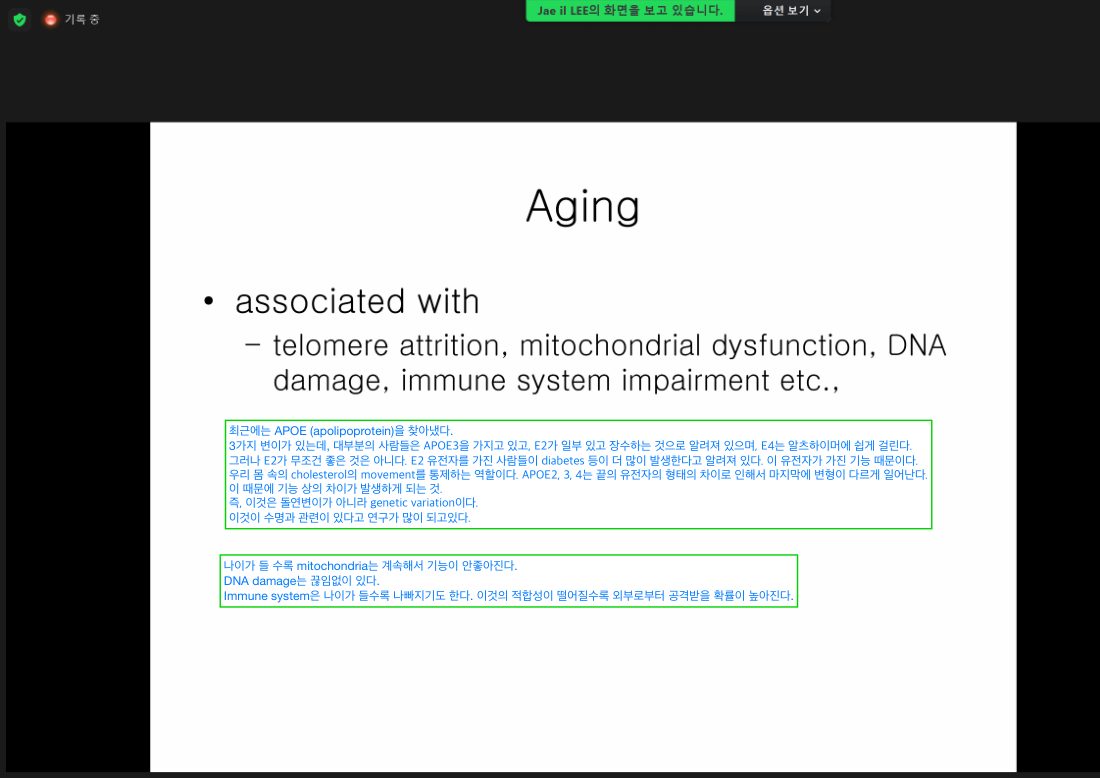 기록 중
Jae il LEE의 화면을 보고 있습니다.
옵션 보기
Aging
• associated with
– telomere attrition, mitochondrial dysfunction, DNA
damage, immune system impairment etc.,
최근에는 APOE (apolipoprotein)을 찾아냈다.
3가지 변이가 있는데, 대부분의 사람들은 APOE3을 가지고 있고, E2가 일부 있고 장수하는 것으로 알려져 있으며, E4는 알츠하이머에 쉽게 걸린다.
그러나 E2가 무조건 좋은 것은 아니다. E2 유전자를 가진 사람들이 diabetes 등이 더 많이 발생한다고 알려져 있다. 이 유전자가 가진 기능 때문이다.
우리 몸 속의 cholesterol의 movement를 통제하는 역할이다. APOE2, 3, 4는 끝의 유전자의 형태의 차이로 인해서 마지막에 변형이 다르게 일어난다.
이 때문에 기능 상의 차이가 발생하게 되는 것.
즉, 이것은 돌연변이가 아니라 genetic variation이다.
이것이 수명과 관련이 있다고 연구가 많이 되고있다.
나이가 들 수록 mitochondria는 계속해서 기능이 안좋아진다.
DNA damage는 끊임없이 있다.
Immune system은 나이가 들수록 나빠지기도 한다. 이것의 적합성이 떨어질수록 외부로부터 공격받을 확률이 높아진다.